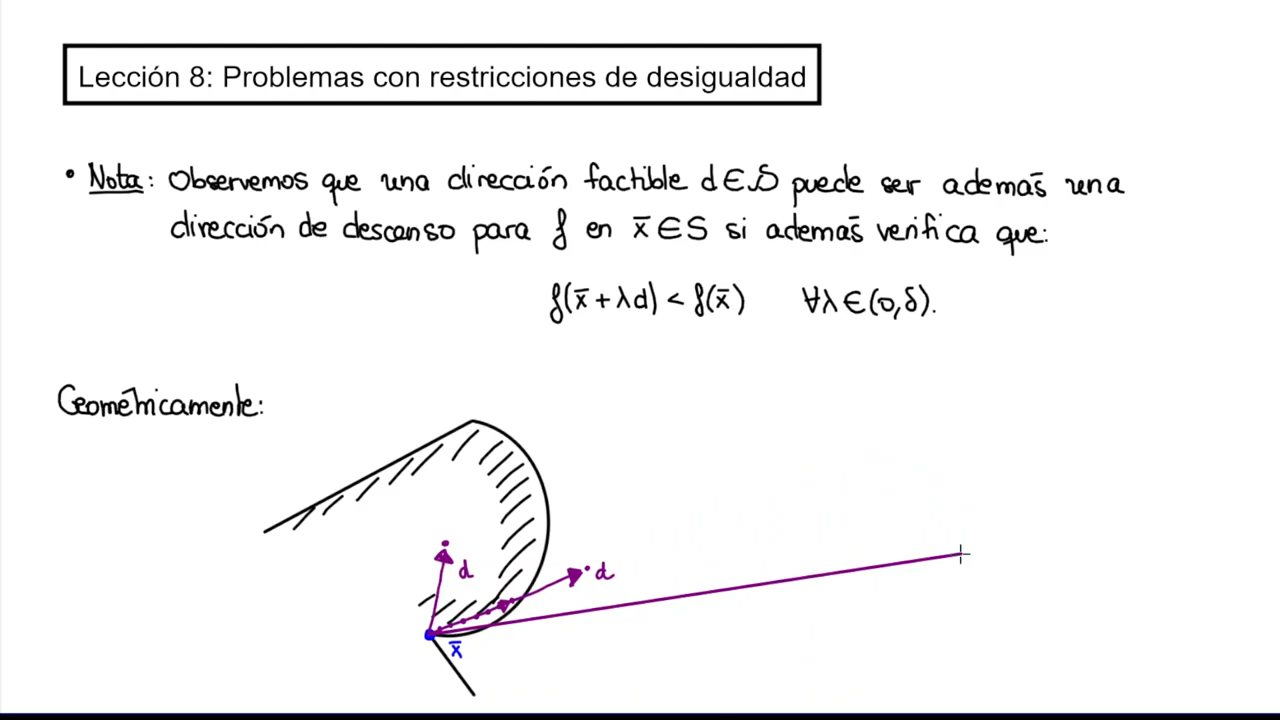 Lección 8: Problemas con restricciones de desigualdad
• Nota: Observemos que una dirección factible d∈S puede ser además una
dirección de descenso para f en x̄∈S si además verifica que:
f(x̄+λd) < f(x̄) ∀λ∈(0,δ).
Geométricamente:
d
d
x̄